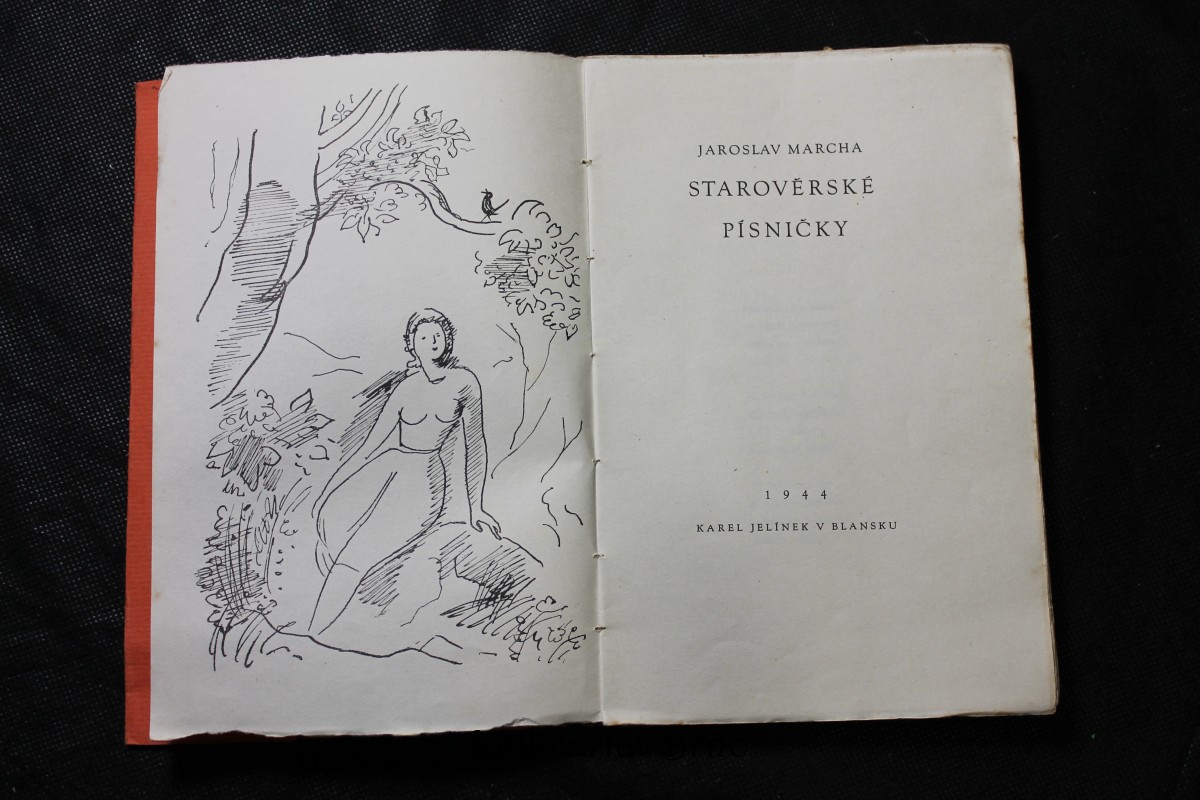 JAROSLAV MARCHA
STAROVĚRSKÉ
PÍSNIČKY
1944
KAREL JELÍNEK V BLANSKU